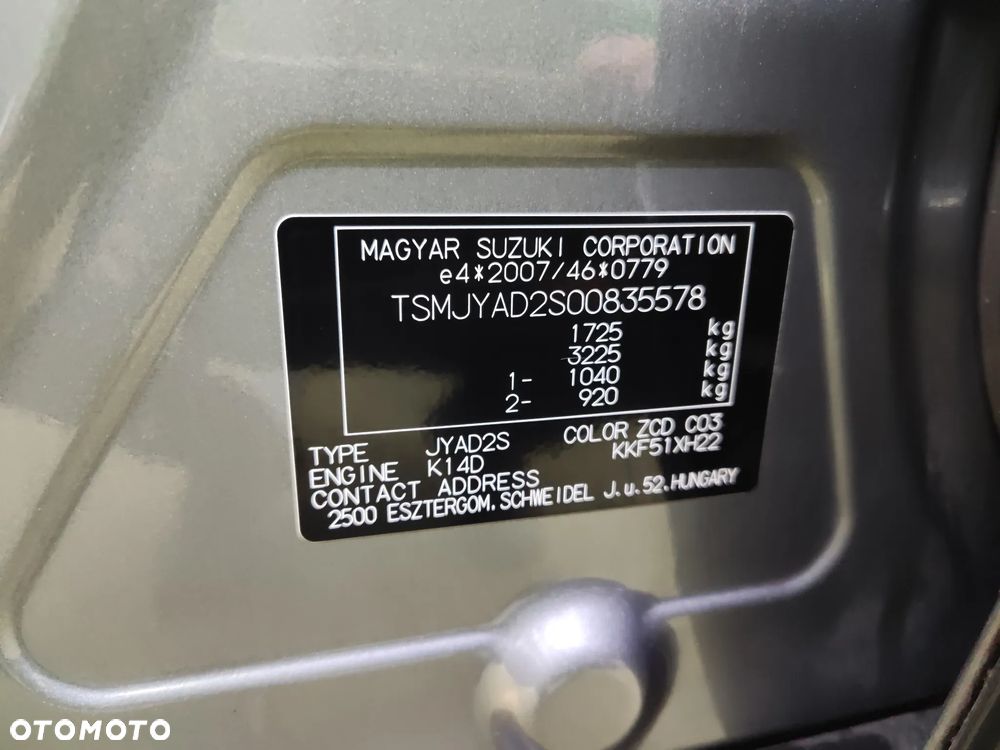 MAGYAR SUZUKI CORPORATION
e4*2007/46*0779
TSMJYAD2S00835578
1725 kg
3225 kg
1- 1040 kg
2- 920 kg
TYPE JYAD2S COLOR ZCD C03
ENGINE K14D KKF51XH22
CONTACT ADDRESS
2500 ESZTERGOM. SCHWEIDEL J.u.52.HUNGARY
OTOMOTO